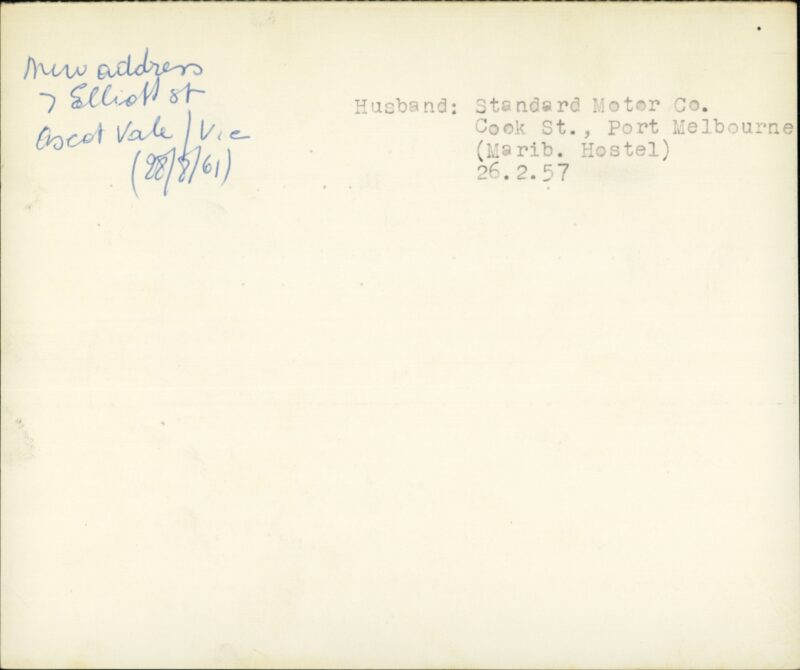 New address
7 Elliott St
Ascot Vale / Vic
(28/8/61)
Husband: Standard Motor Co.
Cook St., Port Melbourne
(Marib. Hostel)
26.2.57